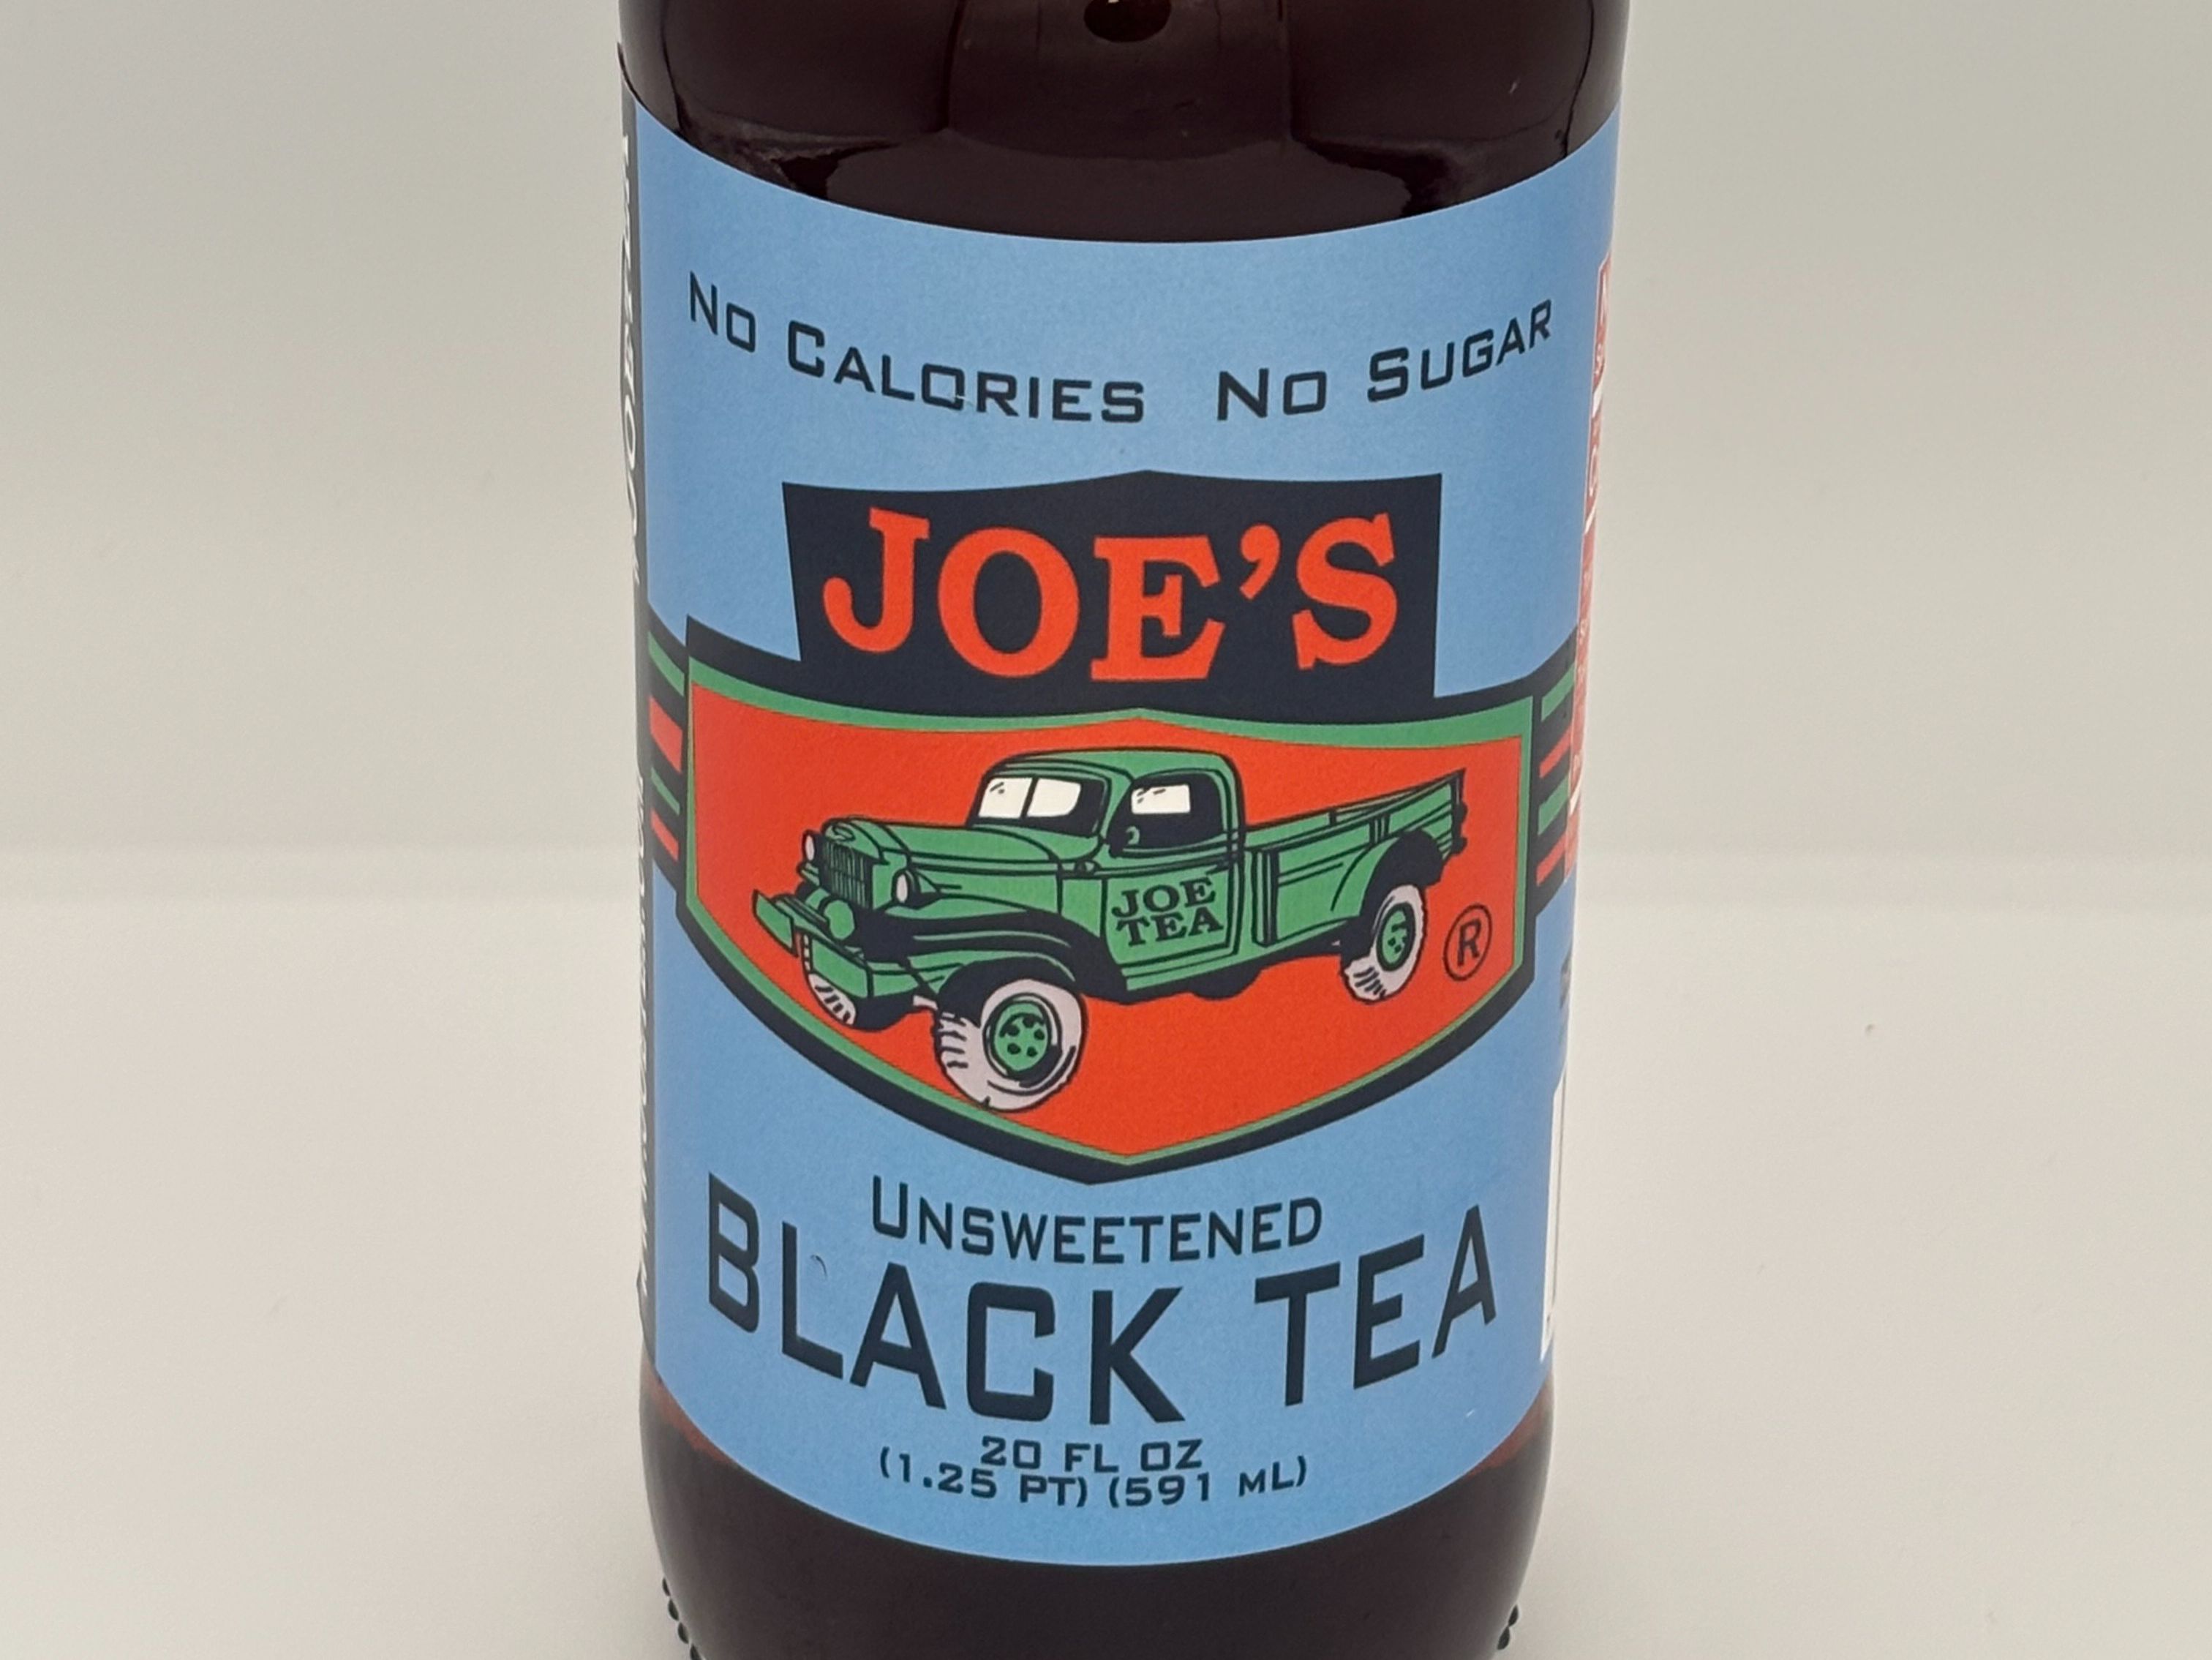 No Calories No Sugar
JOE'S
JOE
TEA
®
Unsweetened
BLACK TEA
20 FL OZ
(1.25 PT) (591 mL)